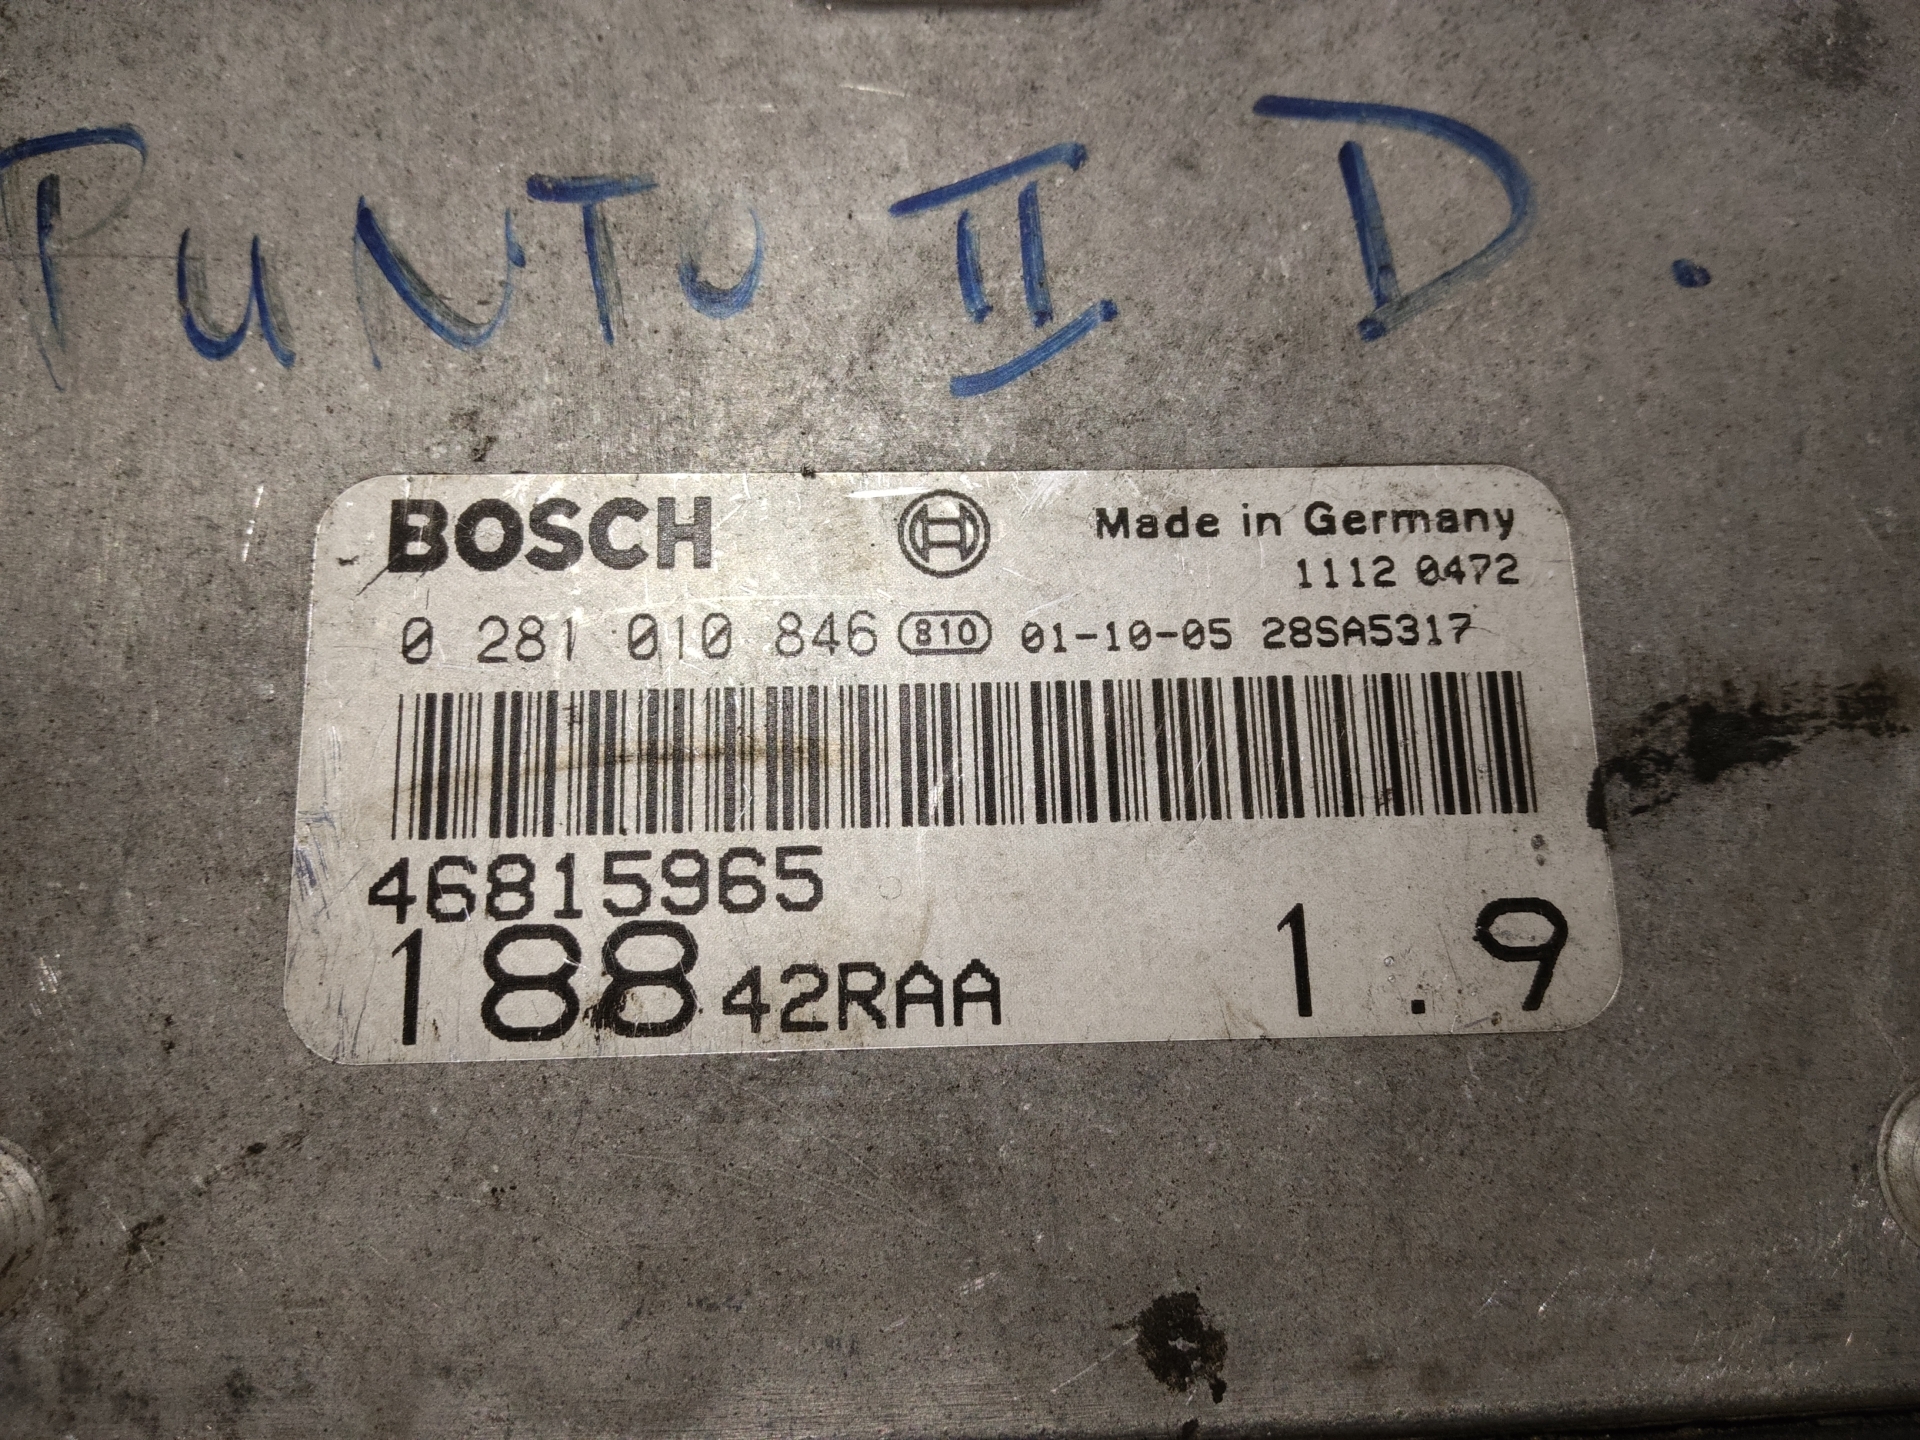 PUNTO II D.
BOSCH Made in Germany
1112 0472
0 281 010 846 810 01-10-05 28SA5317
46815965
188 42RAA 1.9